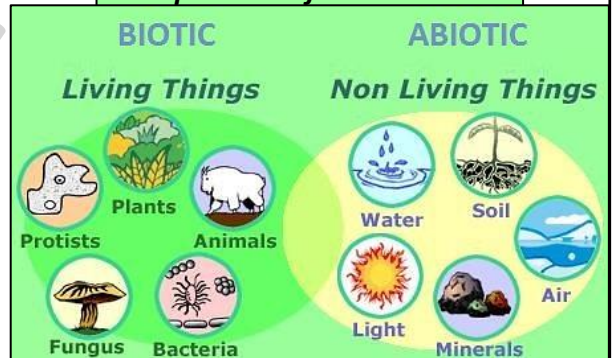 BIOTIC
ABIOTIC
Living Things
Non Living Things
Plants
Protists
Animals
Fungus
Bacteria
Water
Soil
Air
Light
Minerals